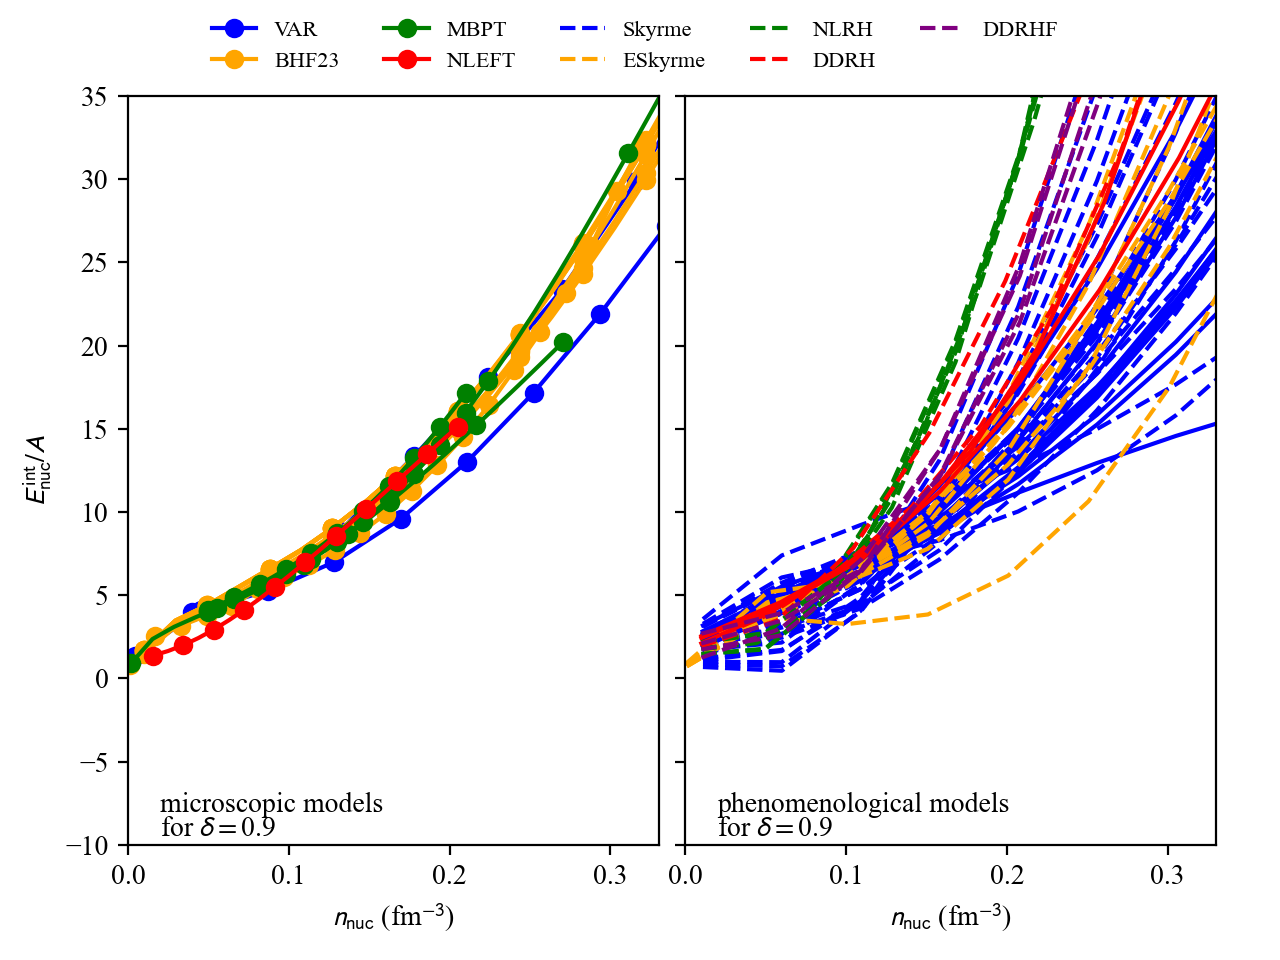 VAR MBPT Skyrme NLRH DDRHF
BHF23 NLEFT ESkyrme DDRH
35
30
25
20
15
10
5
0
−5
−10
E_nuc^int/A
microscopic models
for δ = 0.9
phenomenological models
for δ = 0.9
0.0 0.1 0.2 0.3 0.0 0.1 0.2 0.3
n_nuc (fm⁻³) n_nuc (fm⁻³)